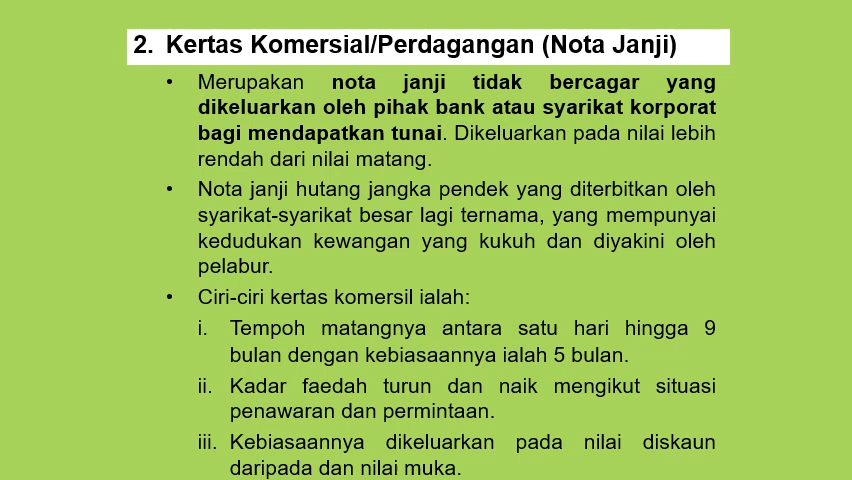 2. Kertas Komersial/Perdagangan (Nota Janji)
• Merupakan nota janji tidak bercagar yang
dikeluarkan oleh pihak bank atau syarikat korporat
bagi mendapatkan tunai. Dikeluarkan pada nilai lebih
rendah dari nilai matang.
• Nota janji hutang jangka pendek yang diterbitkan oleh
syarikat-syarikat besar lagi ternama, yang mempunyai
kedudukan kewangan yang kukuh dan diyakini oleh
pelabur.
• Ciri-ciri kertas komersil ialah:
i. Tempoh matangnya antara satu hari hingga 9
bulan dengan kebiasaannya ialah 5 bulan.
ii. Kadar faedah turun dan naik mengikut situasi
penawaran dan permintaan.
iii. Kebiasaannya dikeluarkan pada nilai diskaun
daripada dan nilai muka.